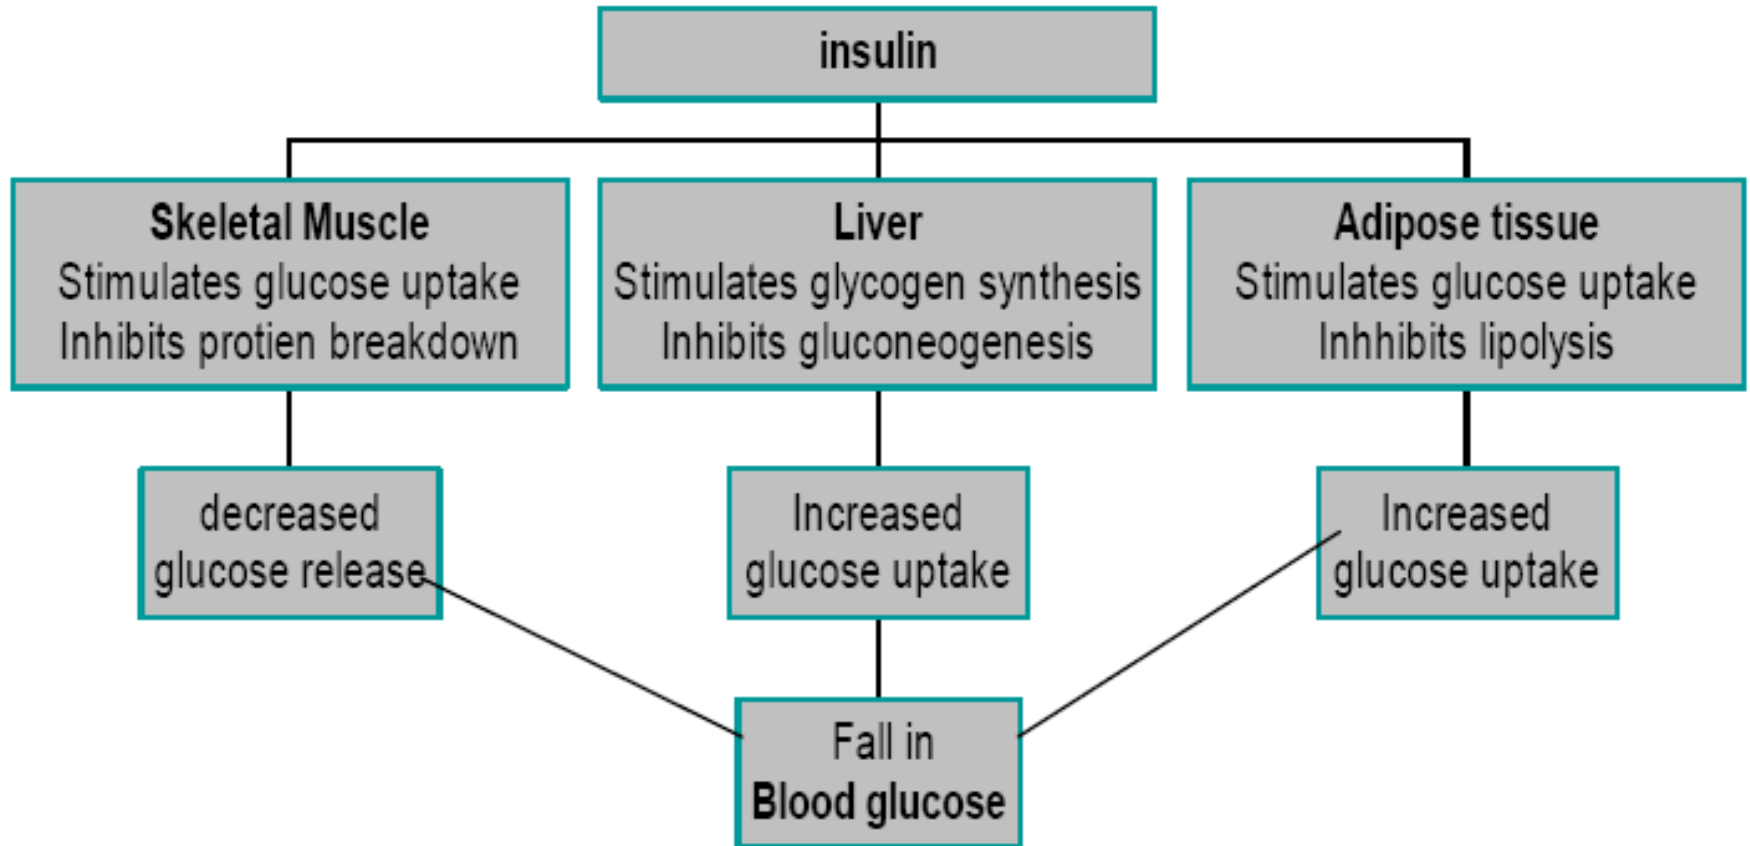 insulin
Skeletal Muscle
Stimulates glucose uptake
Inhibits protien breakdown
Liver
Stimulates glycogen synthesis
Inhibits gluconeogenesis
Adipose tissue
Stimulates glucose uptake
Inhhibits lipolysis
decreased
glucose release
Increased
glucose uptake
Increased
glucose uptake
Fall in
Blood glucose